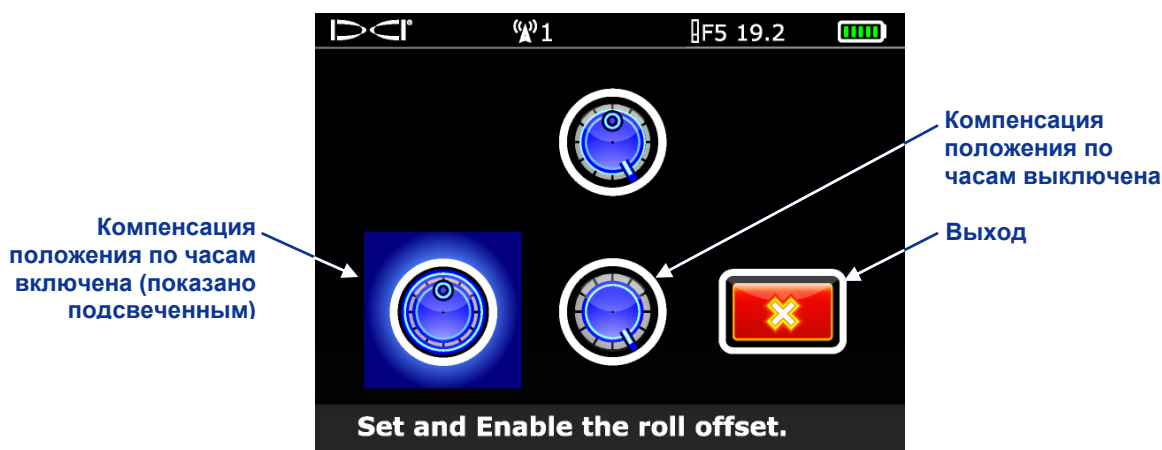 DCI®
1
F5 19.2
Компенсация
положения по
часам выключена
Компенсация
положения по часам
включена (показано
подсвеченным)
Выход
Set and Enable the roll offset.